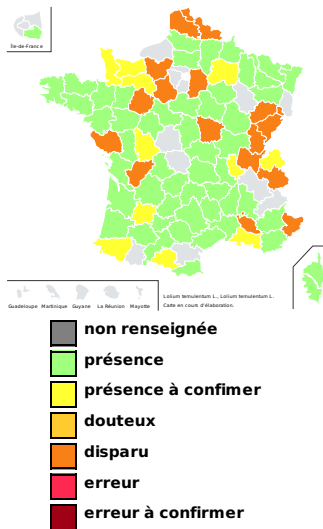 Île-de-France
Lolium temulentum L., Lolium temulentum L.
Carte en cours d'élaboration.
Guadeloupe Martinique Guyane La Réunion Mayotte
non renseignée
présence
présence à confimer
douteux
disparu
erreur
erreur à confirmer